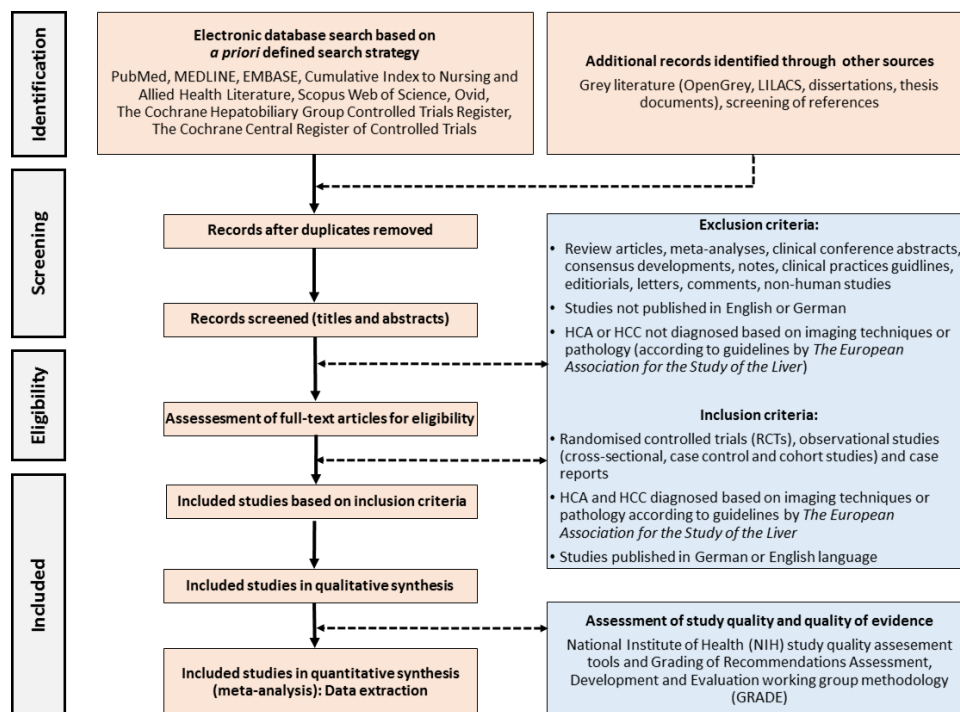 Identification
Electronic database search based on
a priori defined search strategy
PubMed, MEDLINE, EMBASE, Cumulative Index to Nursing and
Allied Health Literature, Scopus Web of Science, Ovid,
The Cochrane Hepatobiliary Group Controlled Trials Register,
The Cochrane Central Register of Controlled Trials
Additional records identified through other sources
Grey literature (OpenGrey, LILACS, dissertations, thesis
documents), screening of references
Screening
Records after duplicates removed
Records screened (titles and abstracts)
Exclusion criteria:
• Review articles, meta-analyses, clinical conference abstracts,
consensus developments, notes, clinical practices guidlines,
editiorials, letters, comments, non-human studies
• Studies not published in English or German
• HCA or HCC not diagnosed based on imaging techniques or
pathology (according to guidelines by The European
Association for the Study of the Liver)
Eligibility
Assessment of full-text articles for eligibility
Inclusion criteria:
• Randomised controlled trials (RCTs), observational studies
(cross-sectional, case control and cohort studies) and case
reports
• HCA and HCC diagnosed based on imaging techniques or
pathology according to guidelines by The European
Association for the Study of the Liver
• Studies published in German or English language
Included
Included studies based on inclusion criteria
Included studies in qualitative synthesis
Included studies in quantitative synthesis
(meta-analysis): Data extraction
Assessment of study quality and quality of evidence
National Institute of Health (NIH) study quality assesement
tools and Grading of Recommendations Assessment,
Development and Evaluation working group methodology
(GRADE)